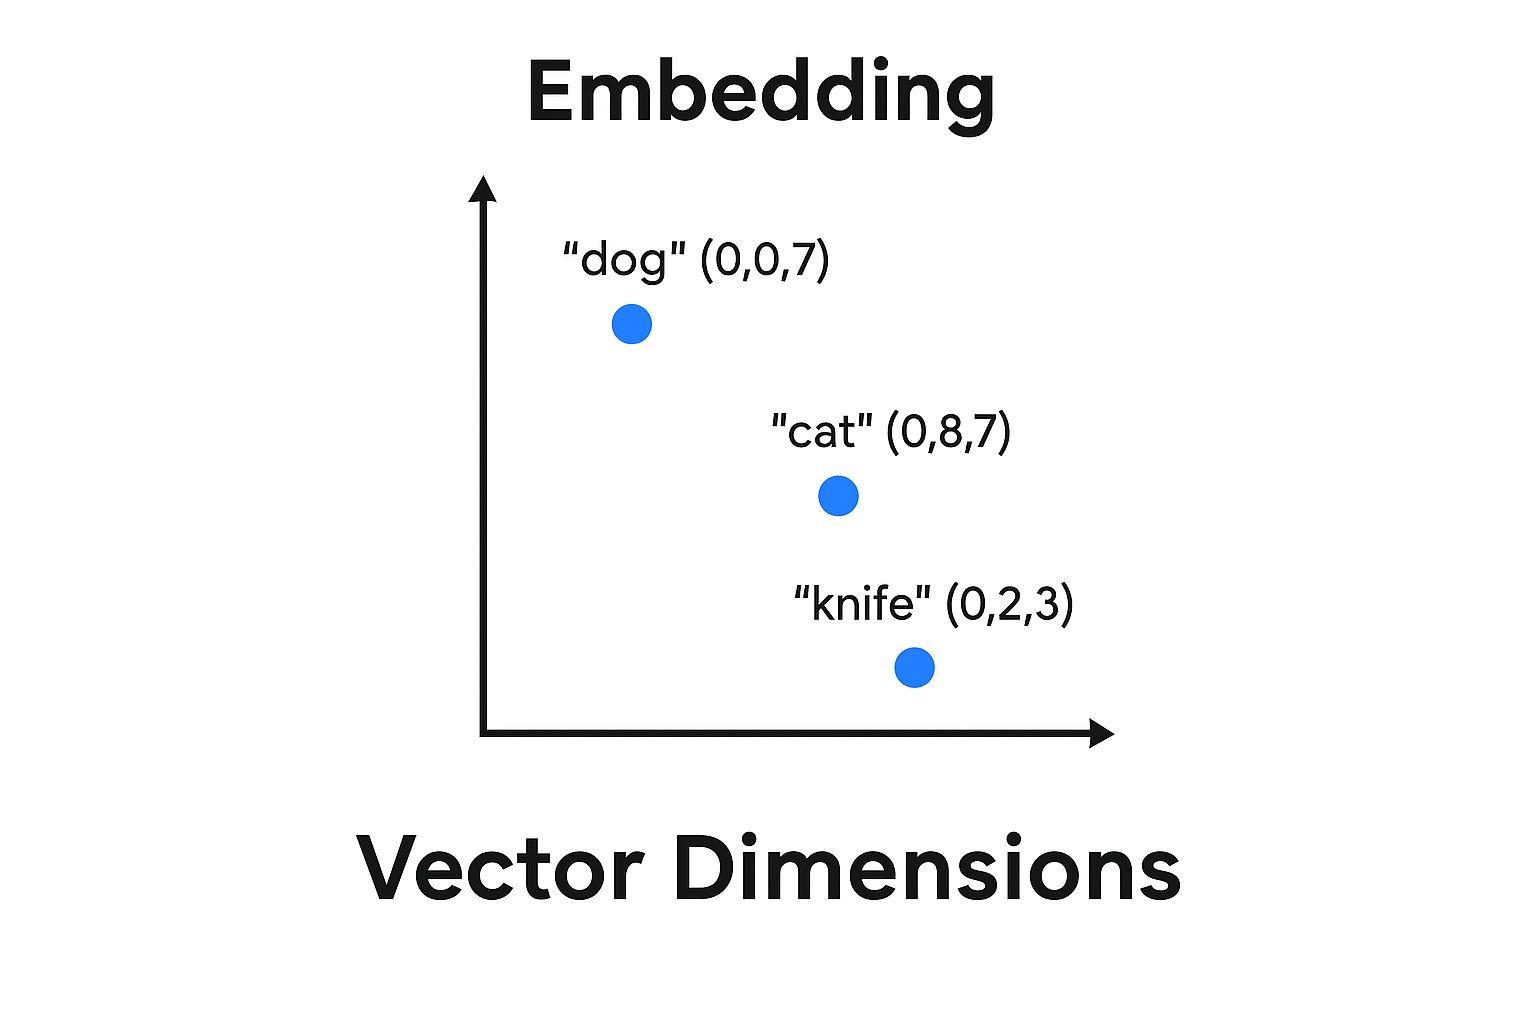 Embedding
“dog" (0,0,7)
"cat" (0,8,7)
“knife" (0,2,3)
Vector Dimensions